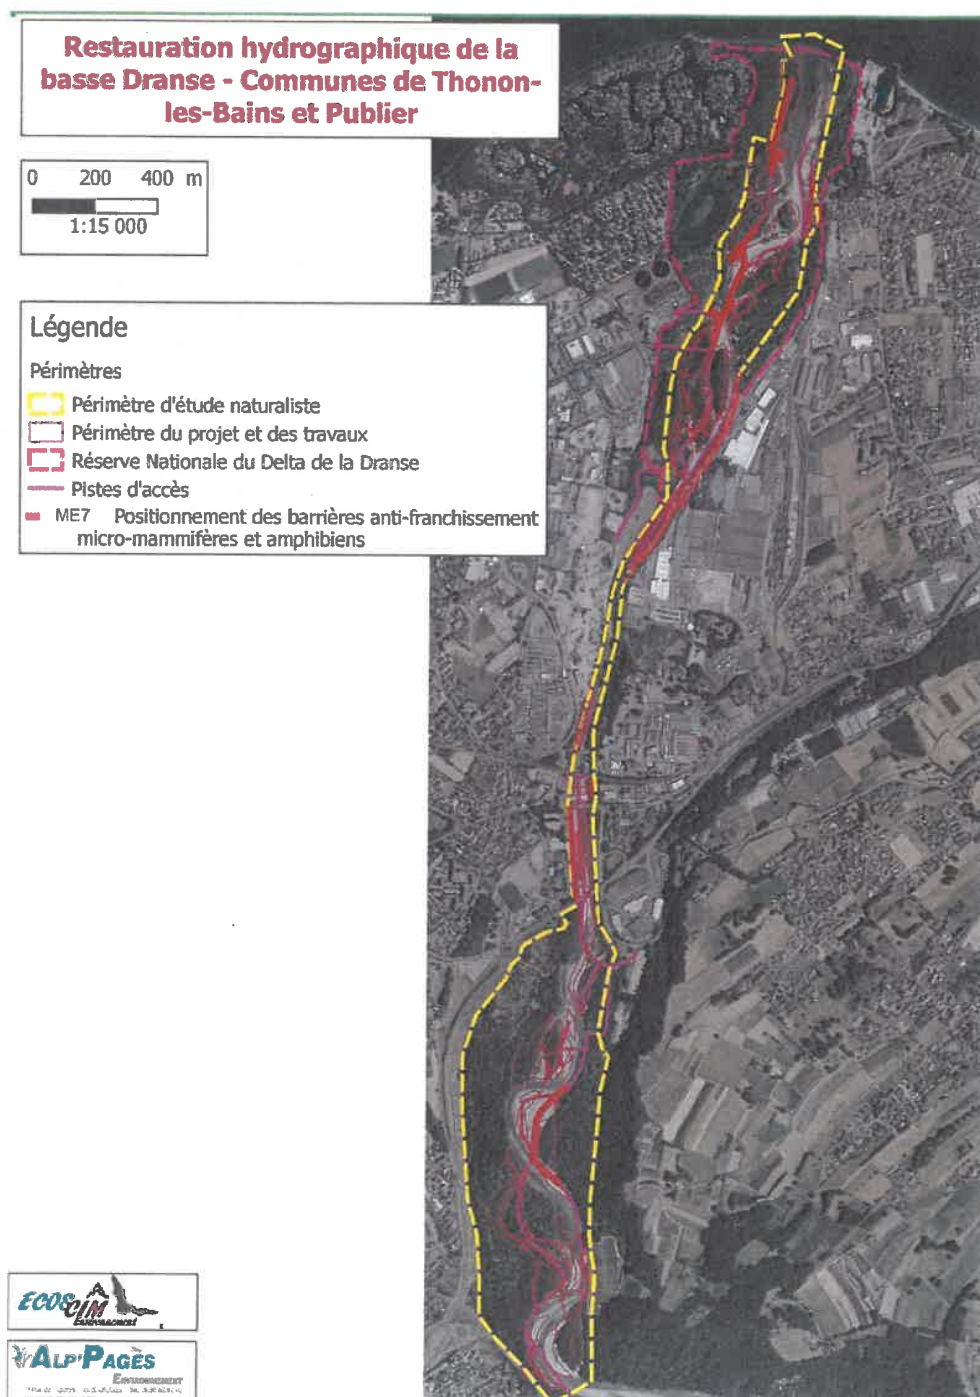 Restauration hydrographique de la
basse Dranse - Communes de Thonon-
les-Bains et Publier
0 200 400 m
1:15 000
Légende
Périmètres
Périmètre d'étude naturaliste
Périmètre du projet et des travaux
Réserve Nationale du Delta de la Dranse
Pistes d'accès
ME7 Positionnement des barrières anti-franchissement
micro-mammifères et amphibiens
CIM
ALP'PAGES
ENVIRONNEMENT